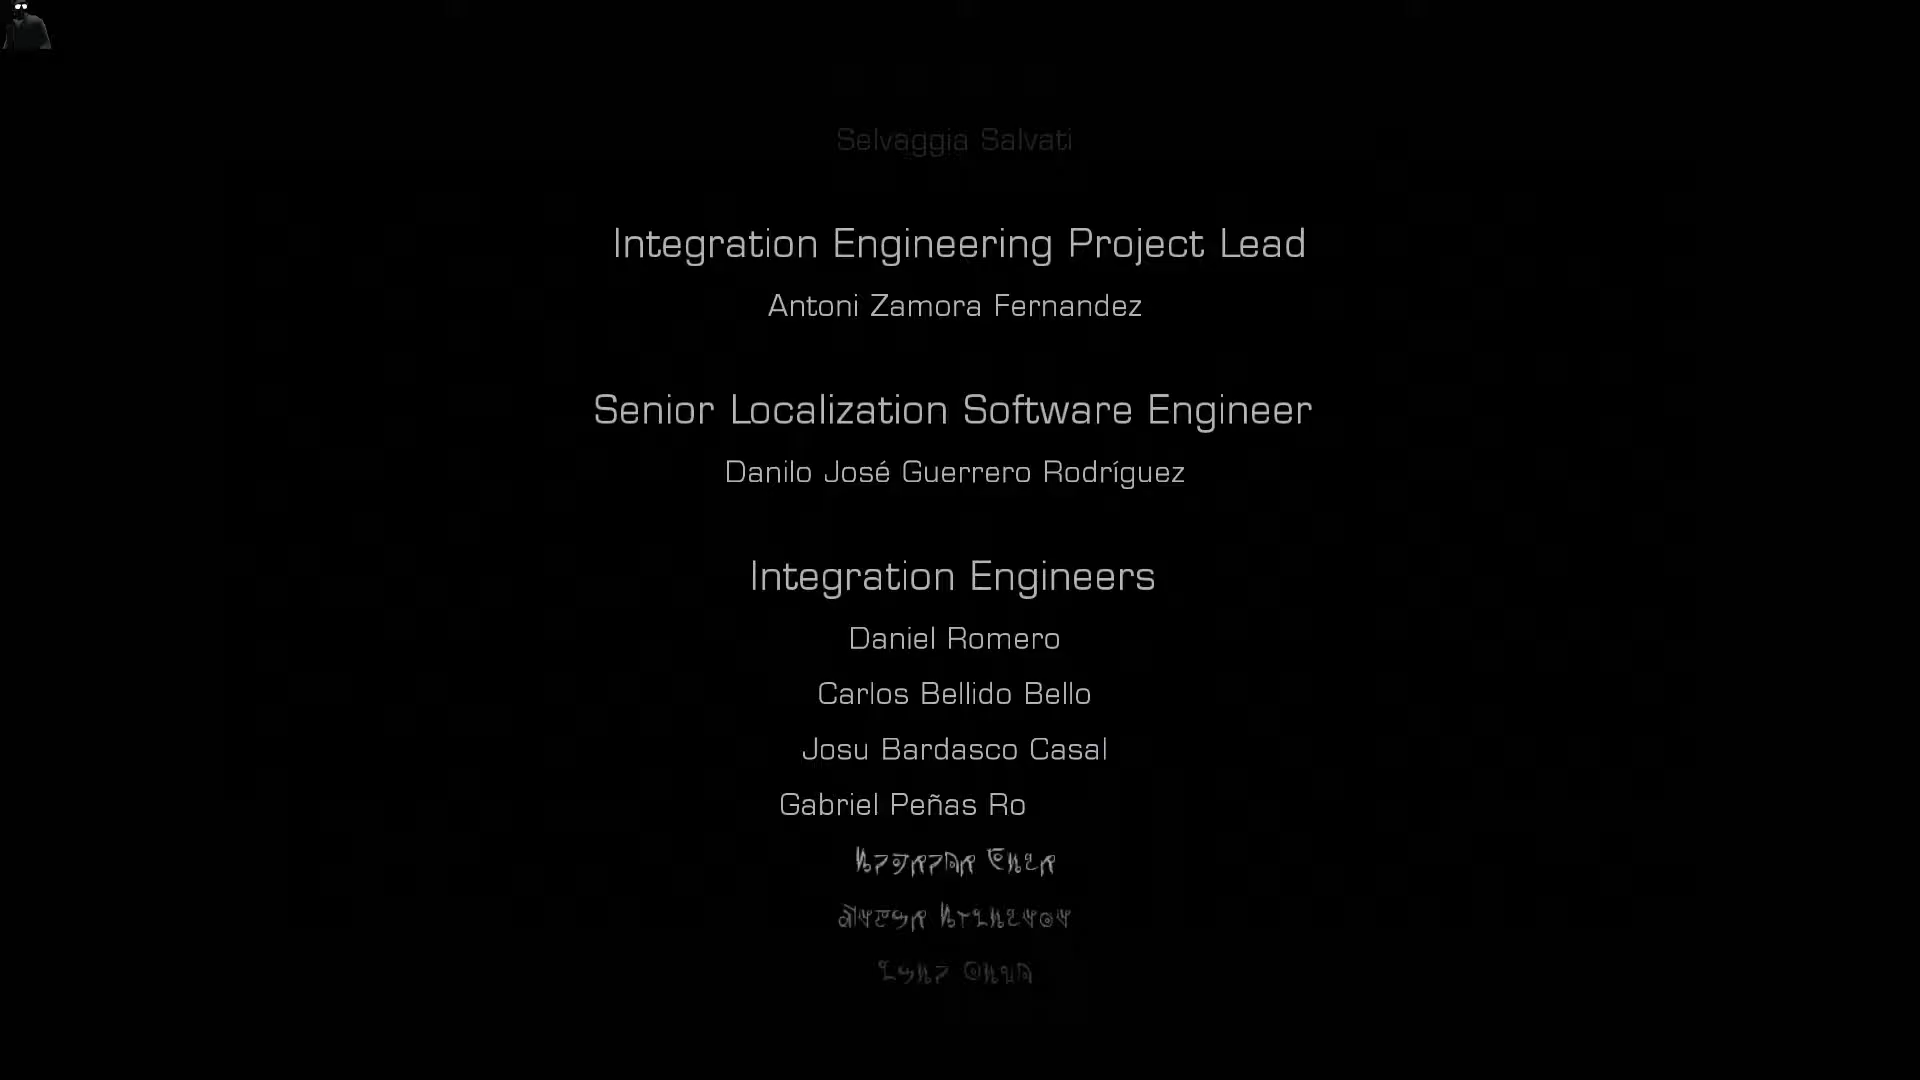 Selvaggia Salvati
Integration Engineering Project Lead
Antoni Zamora Fernandez
Senior Localization Software Engineer
Danilo José Guerrero Rodríguez
Integration Engineers
Daniel Romero
Carlos Bellido Bello
Josu Bardasco Casal
Gabriel Peñas Ro